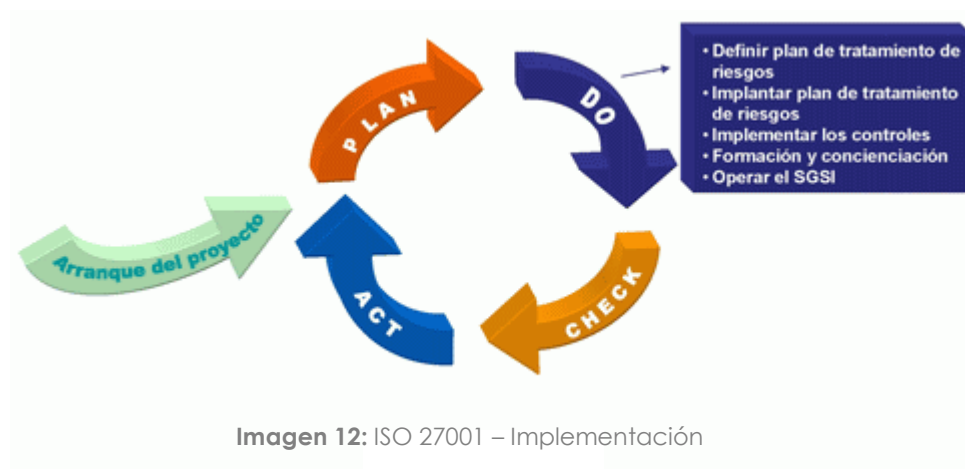 PLAN
DO
• Definir plan de tratamiento de
riesgos
• Implantar plan de tratamiento
de riesgos
• Implementar los controles
• Formación y concienciación
• Operar el SGSI
Arranque del proyecto
ACT
CHECK
Imagen 12: ISO 27001 – Implementación